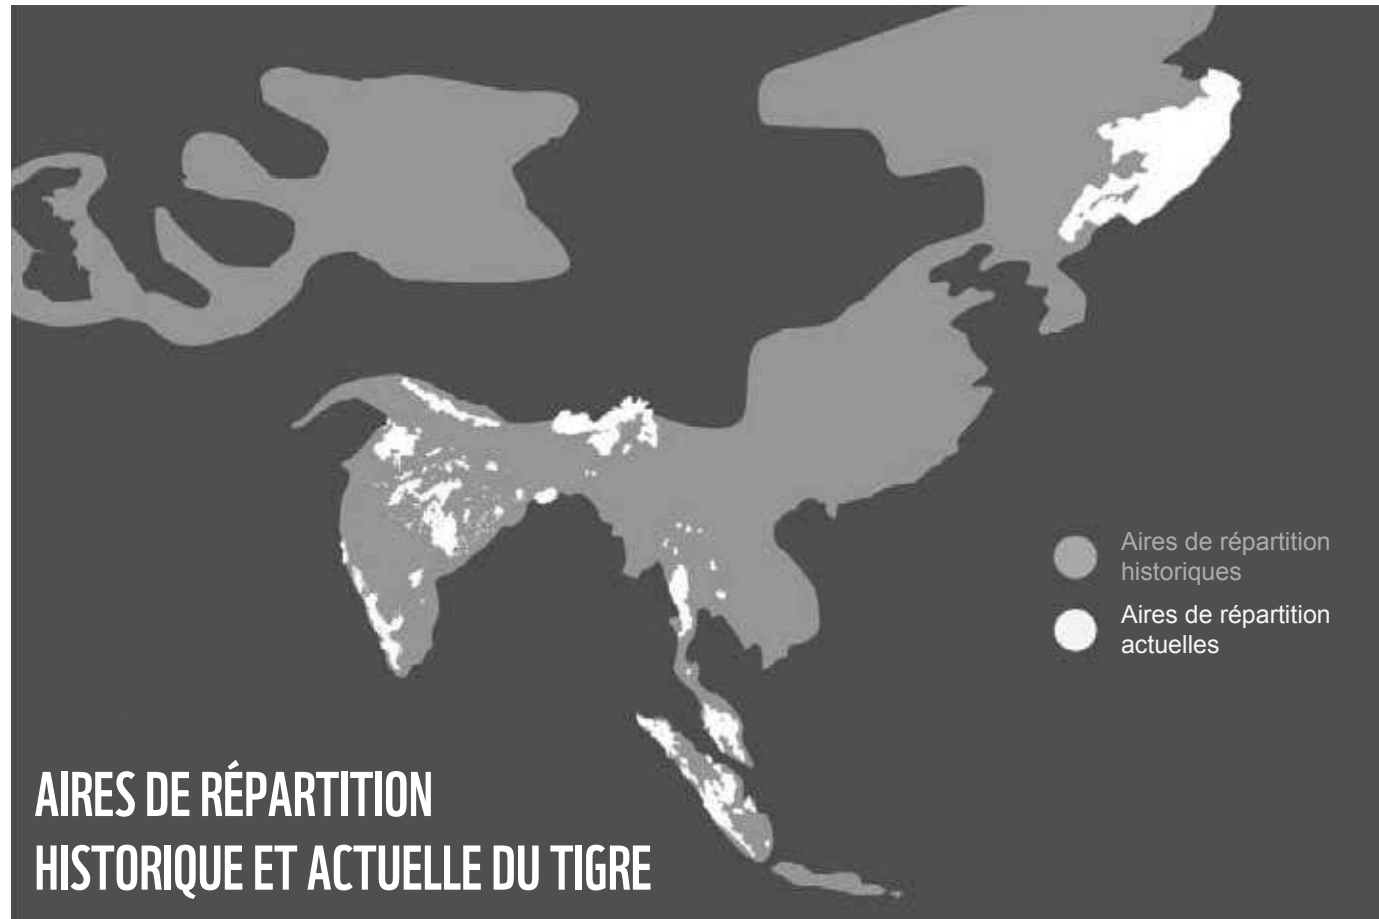 Aires de répartition
historiques
Aires de répartition
actuelles
AIRES DE RÉPARTITION
HISTORIQUE ET ACTUELLE DU TIGRE